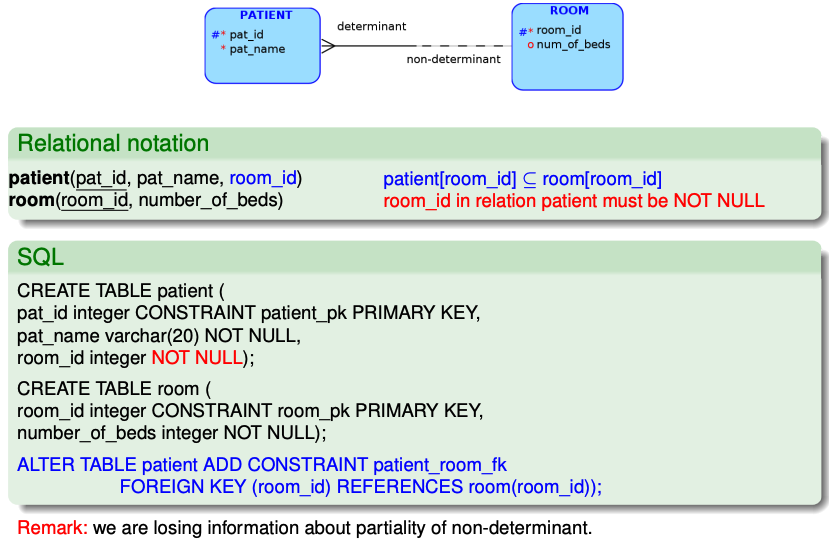 PATIENT
#* pat_id
* pat_name
determinant
non-determinant
ROOM
#* room_id
o num_of_beds
Relational notation
patient(pat_id, pat_name, room_id)
patient[room_id] ⊆ room[room_id]
room(room_id, number_of_beds)
room_id in relation patient must be NOT NULL
SQL
CREATE TABLE patient (
pat_id integer CONSTRAINT patient_pk PRIMARY KEY,
pat_name varchar(20) NOT NULL,
room_id integer NOT NULL);
CREATE TABLE room (
room_id integer CONSTRAINT room_pk PRIMARY KEY,
number_of_beds integer NOT NULL);
ALTER TABLE patient ADD CONSTRAINT patient_room_fk
FOREIGN KEY (room_id) REFERENCES room(room_id));
Remark: we are losing information about partiality of non-determinant.